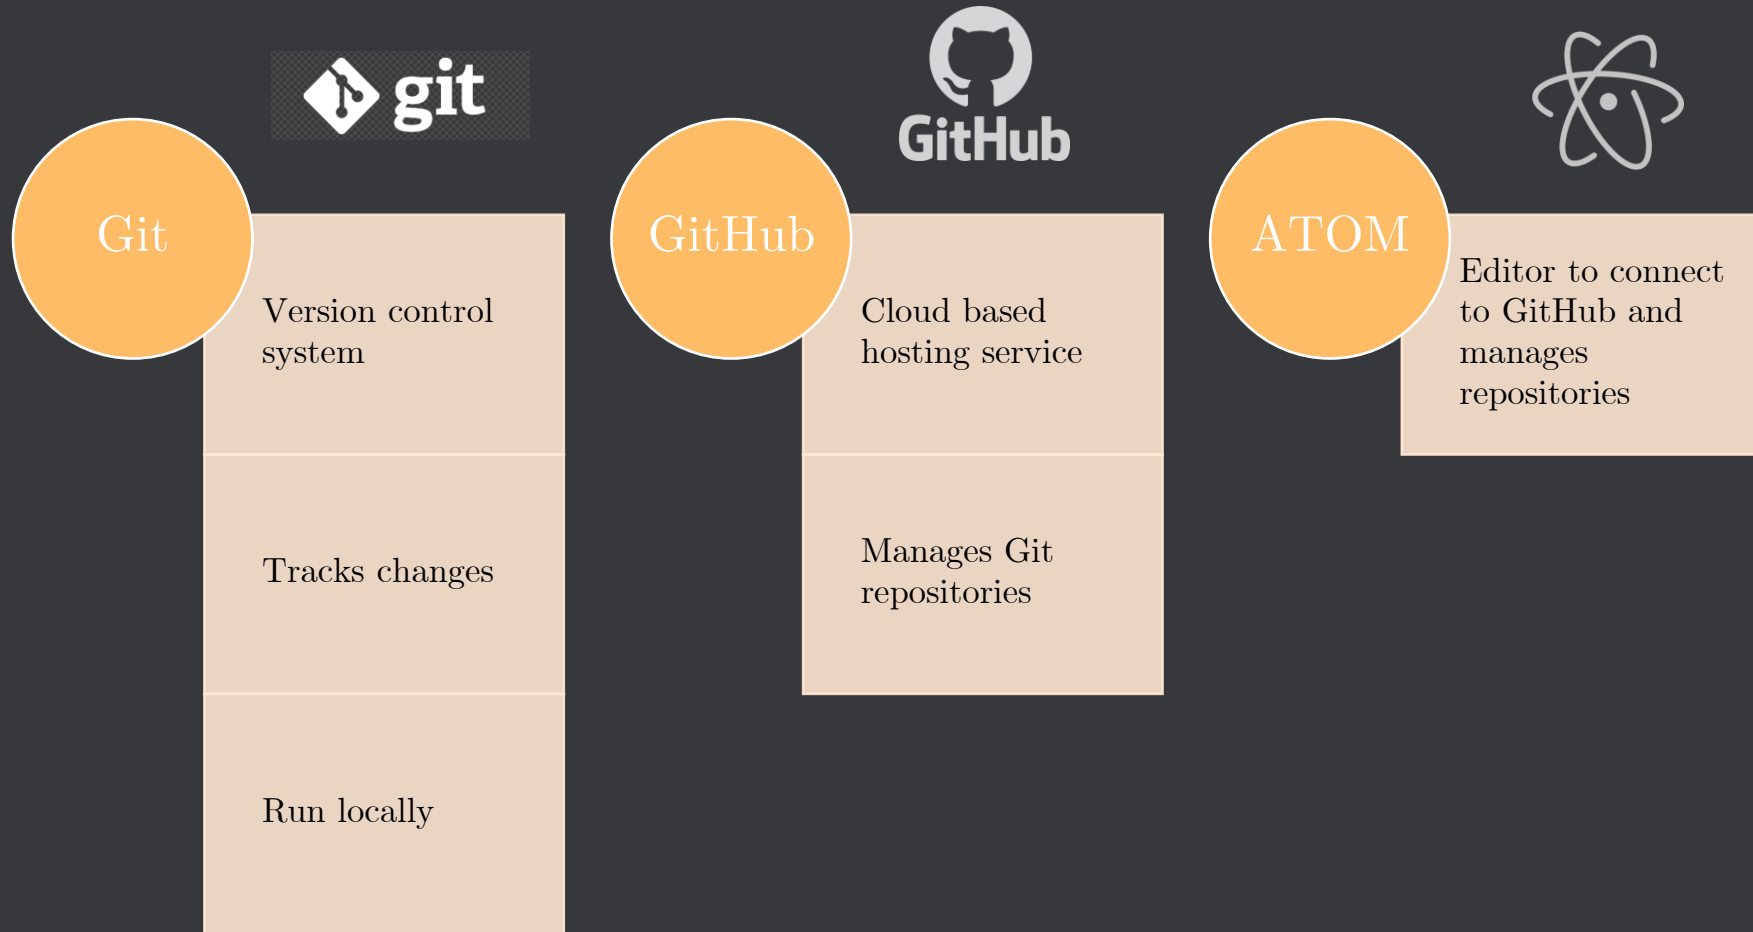 git
Git
Version control
system
Tracks changes
Run locally
GitHub
GitHub
Cloud based
hosting service
Manages Git
repositories
ATOM
Editor to connect
to GitHub and
manages
repositories